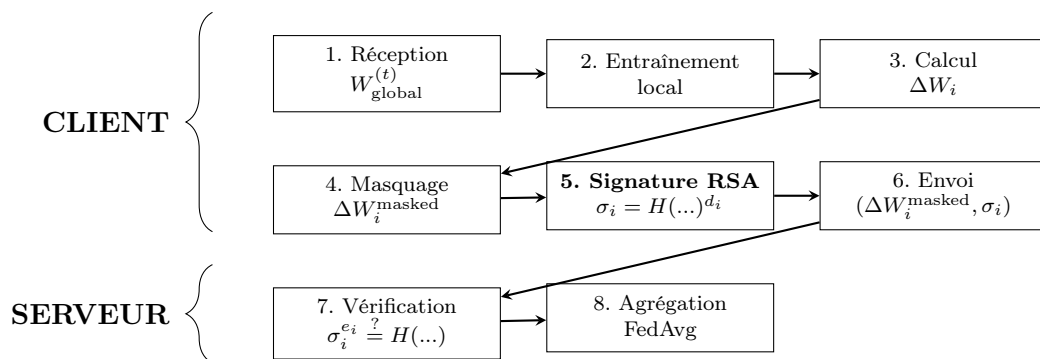 CLIENT
1. Réception
W_global^(t)
2. Entraînement
local
3. Calcul
ΔW_i
4. Masquage
ΔW_i^masked
5. Signature RSA
σ_i = H(...)^d_i
6. Envoi
(ΔW_i^masked, σ_i)
SERVEUR
7. Vérification
σ_i^e_i ≟ H(...)
8. Agrégation
FedAvg